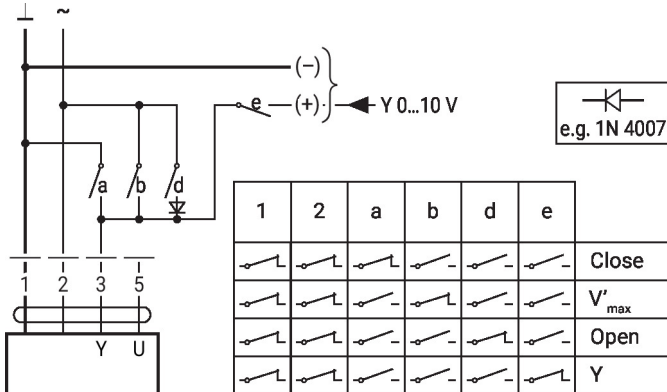 ⊥ ~
(–)
e (+) Y 0...10 V
e.g. 1N 4007
a b d
1 2 a b d e
Close
V'max
Open
Y
1 2 3 5
Y U